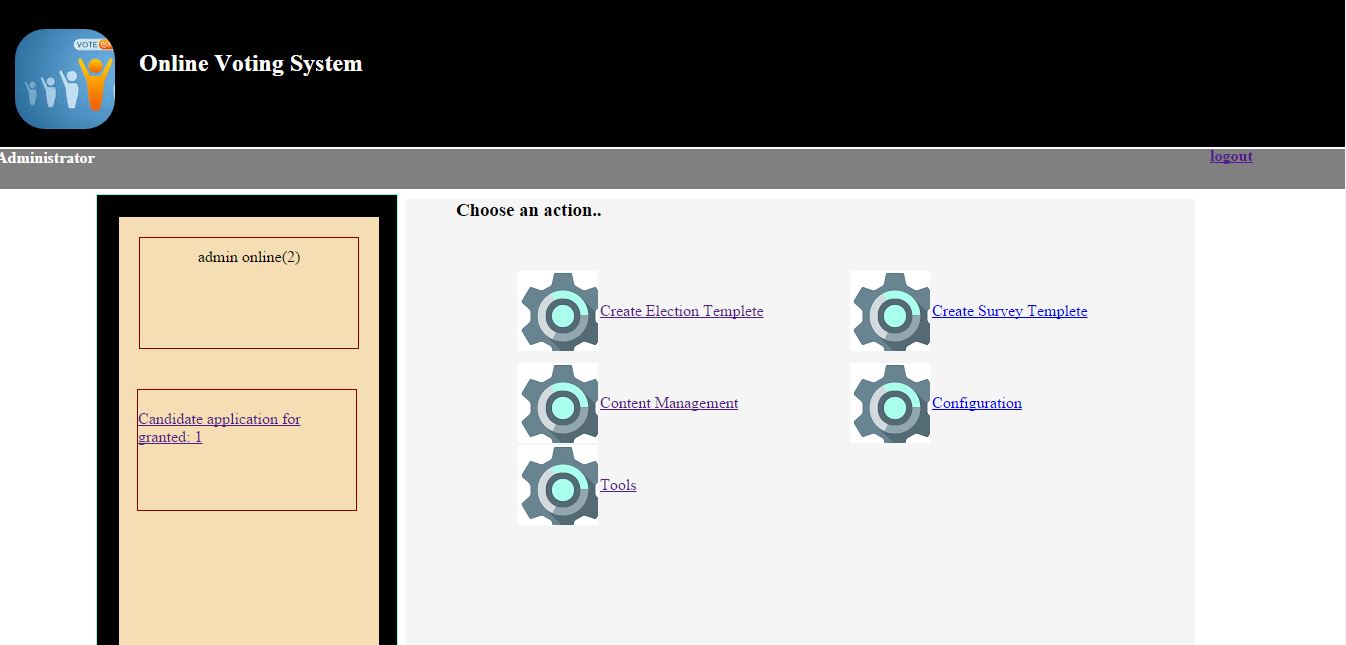 VOTE
Online Voting System
Administrator
logout
admin online(2)
Candidate application for
granted: 1
Choose an action..
Create Election Templete
Create Survey Templete
Content Management
Configuration
Tools